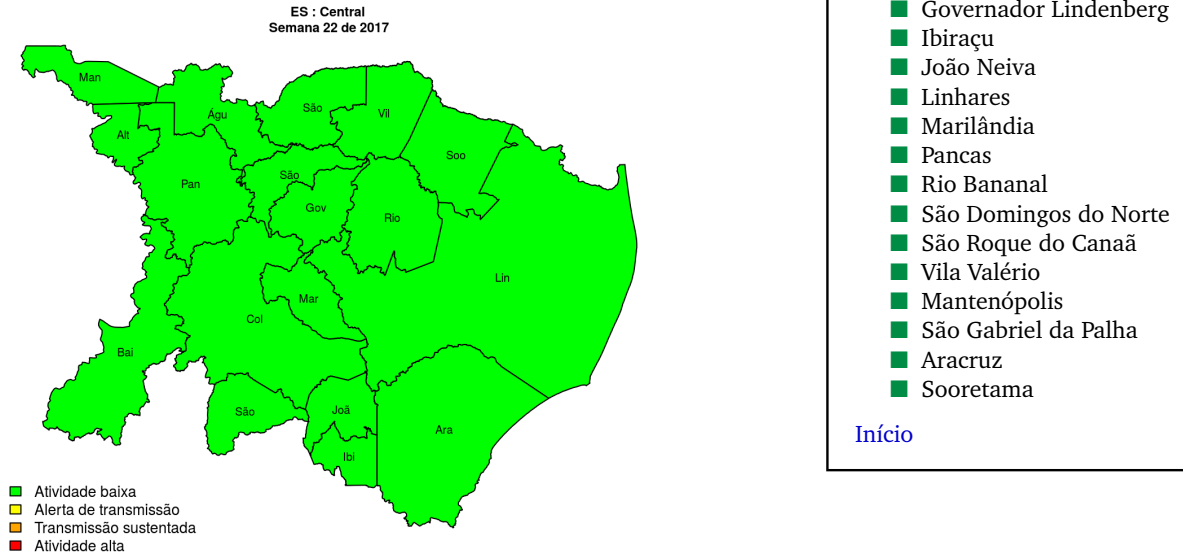 ES : Central
Semana 22 de 2017
Man
Águ
São
Vil
Alt
Soo
São
Pan
Gov
Rio
Lin
Mar
Col
Bai
São
Joã
Ara
Ibi
Atividade baixa
Alerta de transmissão
Transmissão sustentada
Atividade alta
Governador Lindenberg
Ibiraçu
João Neiva
Linhares
Marilândia
Pancas
Rio Bananal
São Domingos do Norte
São Roque do Canaã
Vila Valério
Mantenópolis
São Gabriel da Palha
Aracruz
Sooretama
Início